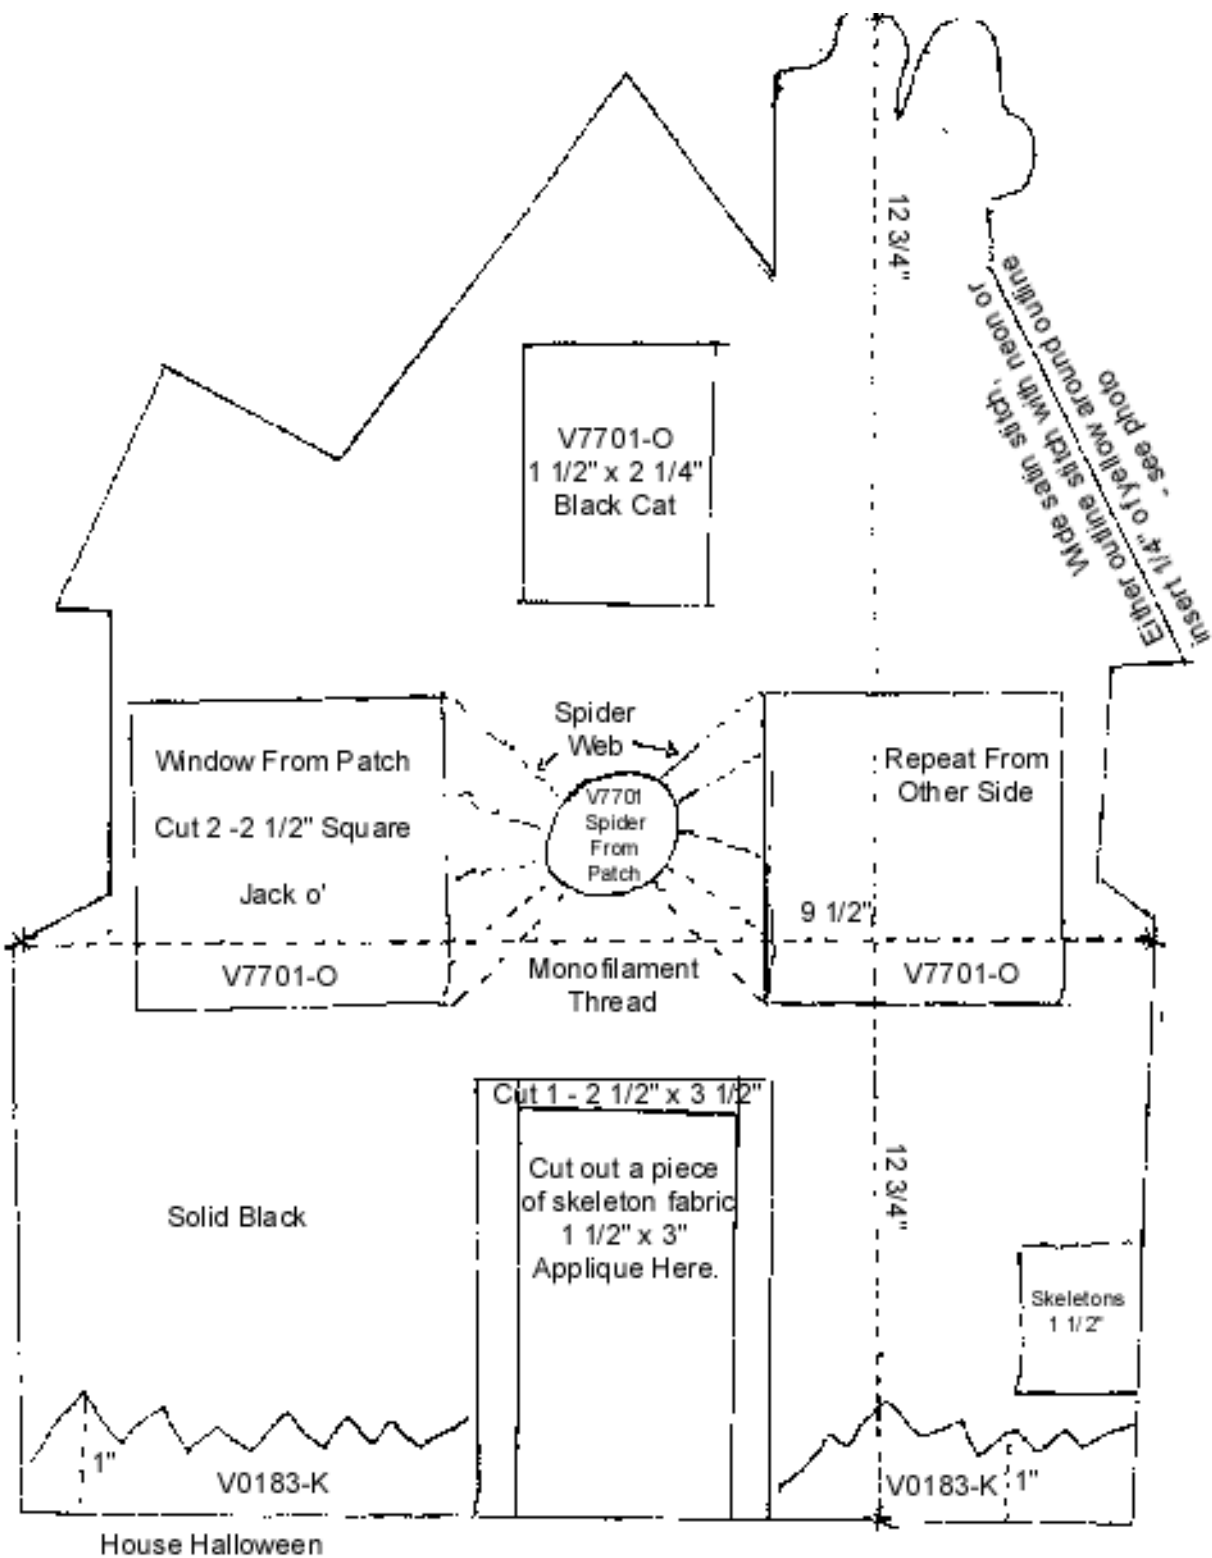 12 3/4"
Either outline stitch with neon or
Wide satin stitch,
insert 1/4" of yellow around outline
- see photo
V7701-O
1 1/2" x 2 1/4"
Black Cat
Spider
Web
Window From Patch
Cut 2 -2 1/2" Square
Jack o'
V7701-O
V7701
Spider
From
Patch
Repeat From
Other Side
9 1/2"
V7701-O
Monofilament
Thread
Cut 1 - 2 1/2" x 3 1/2"
Cut out a piece
of skeleton fabric
1 1/2" x 3"
Applique Here.
12 3/4"
Solid Black
Skeletons
1 1/2"
1"
V0183-K
V0183-K
1"
House Halloween